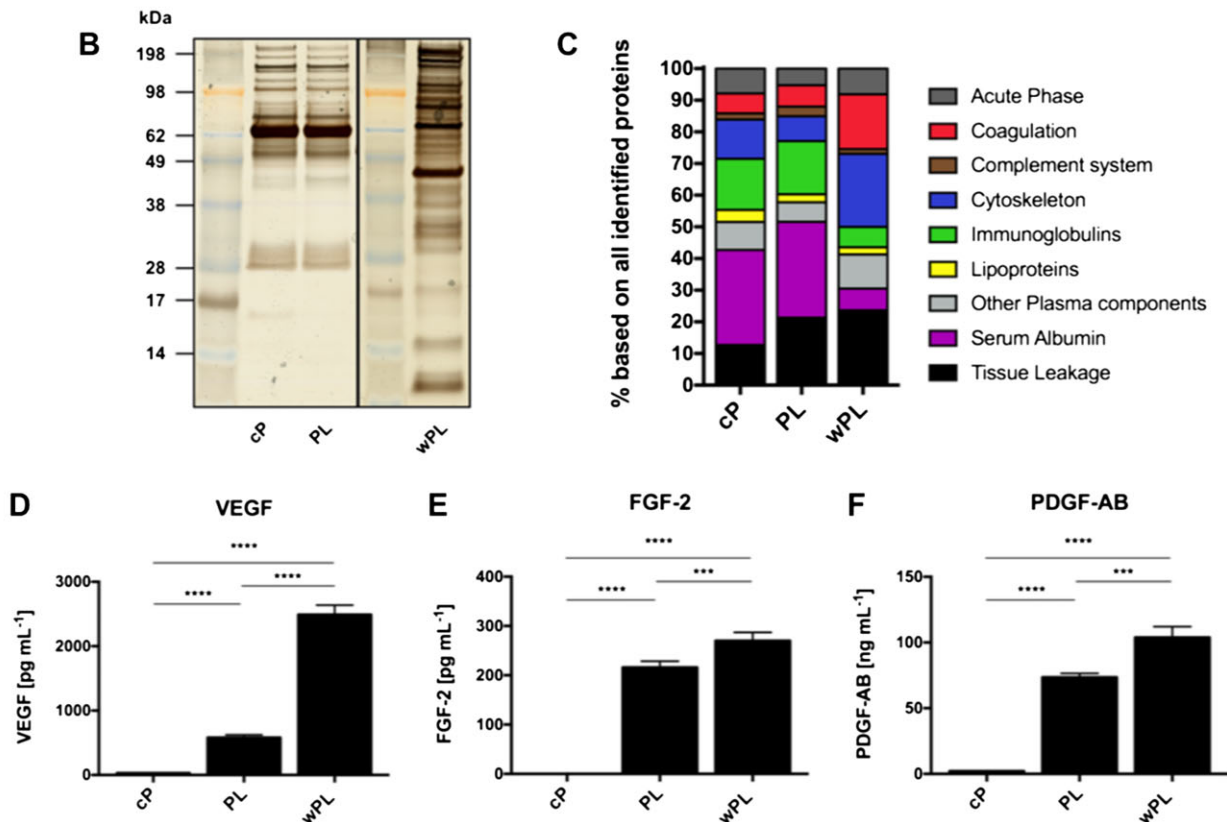 B
kDa
198
98
62
49
38
28
17
14
cP
PL
wPL
C
% based on all identified proteins
100
90
80
70
60
50
40
30
20
10
0
cP
PL
wPL
Acute Phase
Coagulation
Complement system
Cytoskeleton
Immunoglobulins
Lipoproteins
Other Plasma components
Serum Albumin
Tissue Leakage
D
VEGF
****
****
****
VEGF [pg mL⁻¹]
3000
2000
1000
0
cP
PL
wPL
E
FGF-2
****
****
***
FGF-2 [pg mL⁻¹]
400
300
200
100
0
cP
PL
wPL
F
PDGF-AB
****
****
***
PDGF-AB [ng mL⁻¹]
150
100
50
0
cP
PL
wPL